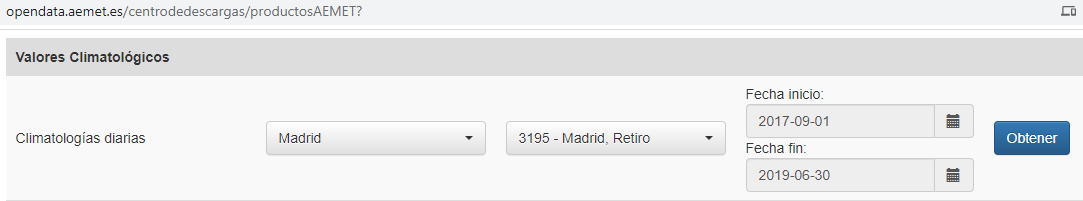 opendata.aemet.es/centrodedescargas/productosAEMET?
Valores Climatológicos
Climatologías diarias
Madrid
3195 - Madrid, Retiro
Fecha inicio:
2017-09-01
Fecha fin:
2019-06-30
Obtener